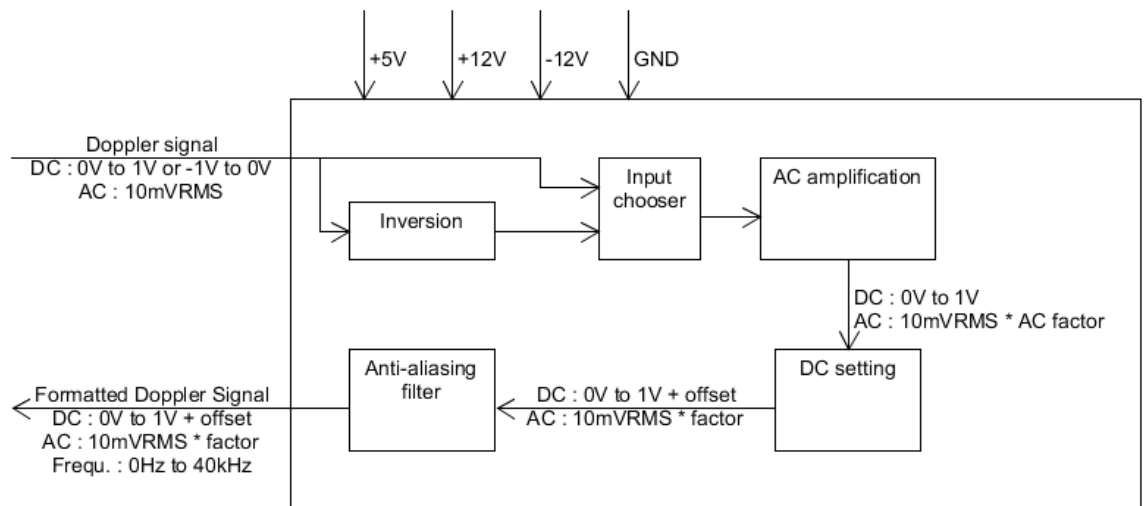 +5V
+12V
-12V
GND
Doppler signal
DC : 0V to 1V or -1V to 0V
AC : 10mVRMS
Inversion
Input
chooser
AC amplification
DC : 0V to 1V
AC : 10mVRMS * AC factor
DC setting
DC : 0V to 1V + offset
AC : 10mVRMS * factor
Anti-aliasing
filter
Formatted Doppler Signal
DC : 0V to 1V + offset
AC : 10mVRMS * factor
Frequ. : 0Hz to 40kHz